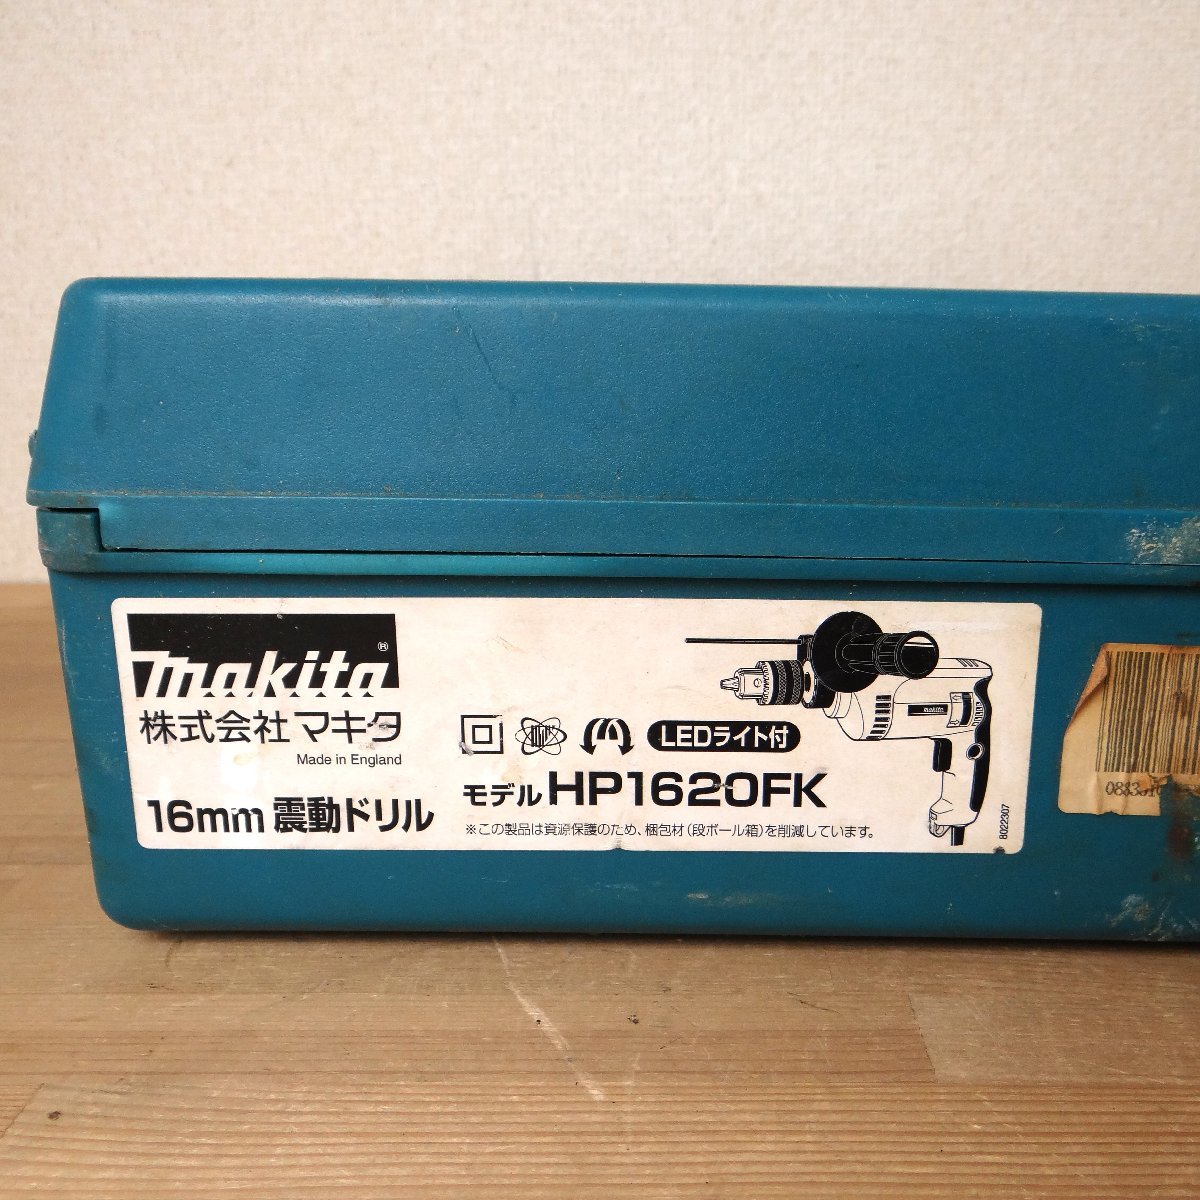 makita®
株式会社マキタ
Made in England
16mm 震動ドリル
LEDライト付
モデル HP1620FK
※この製品は資源保護のため、梱包材（段ボール箱）を削減しています。
makita
8022307